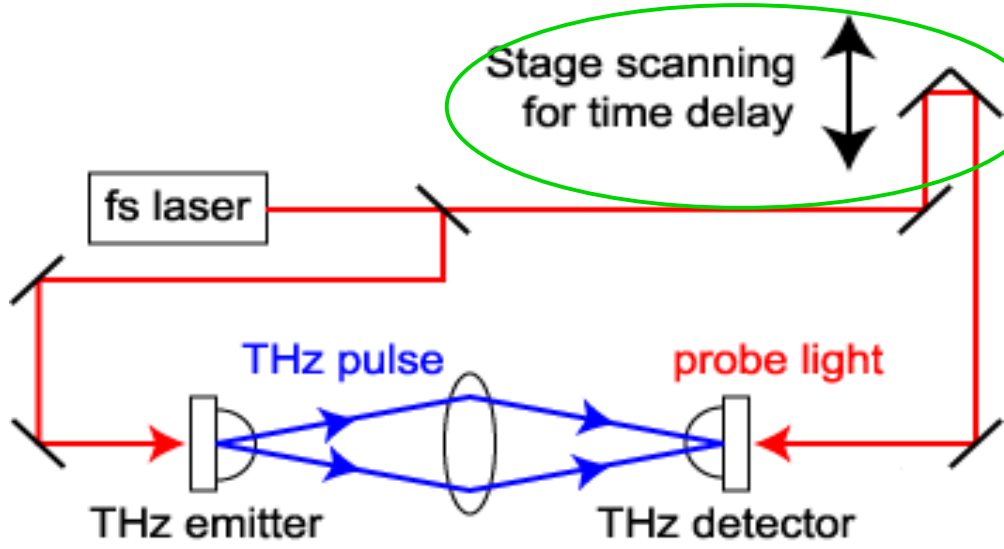 Stage scanning
for time delay
fs laser
THz pulse
probe light
THz emitter
THz detector